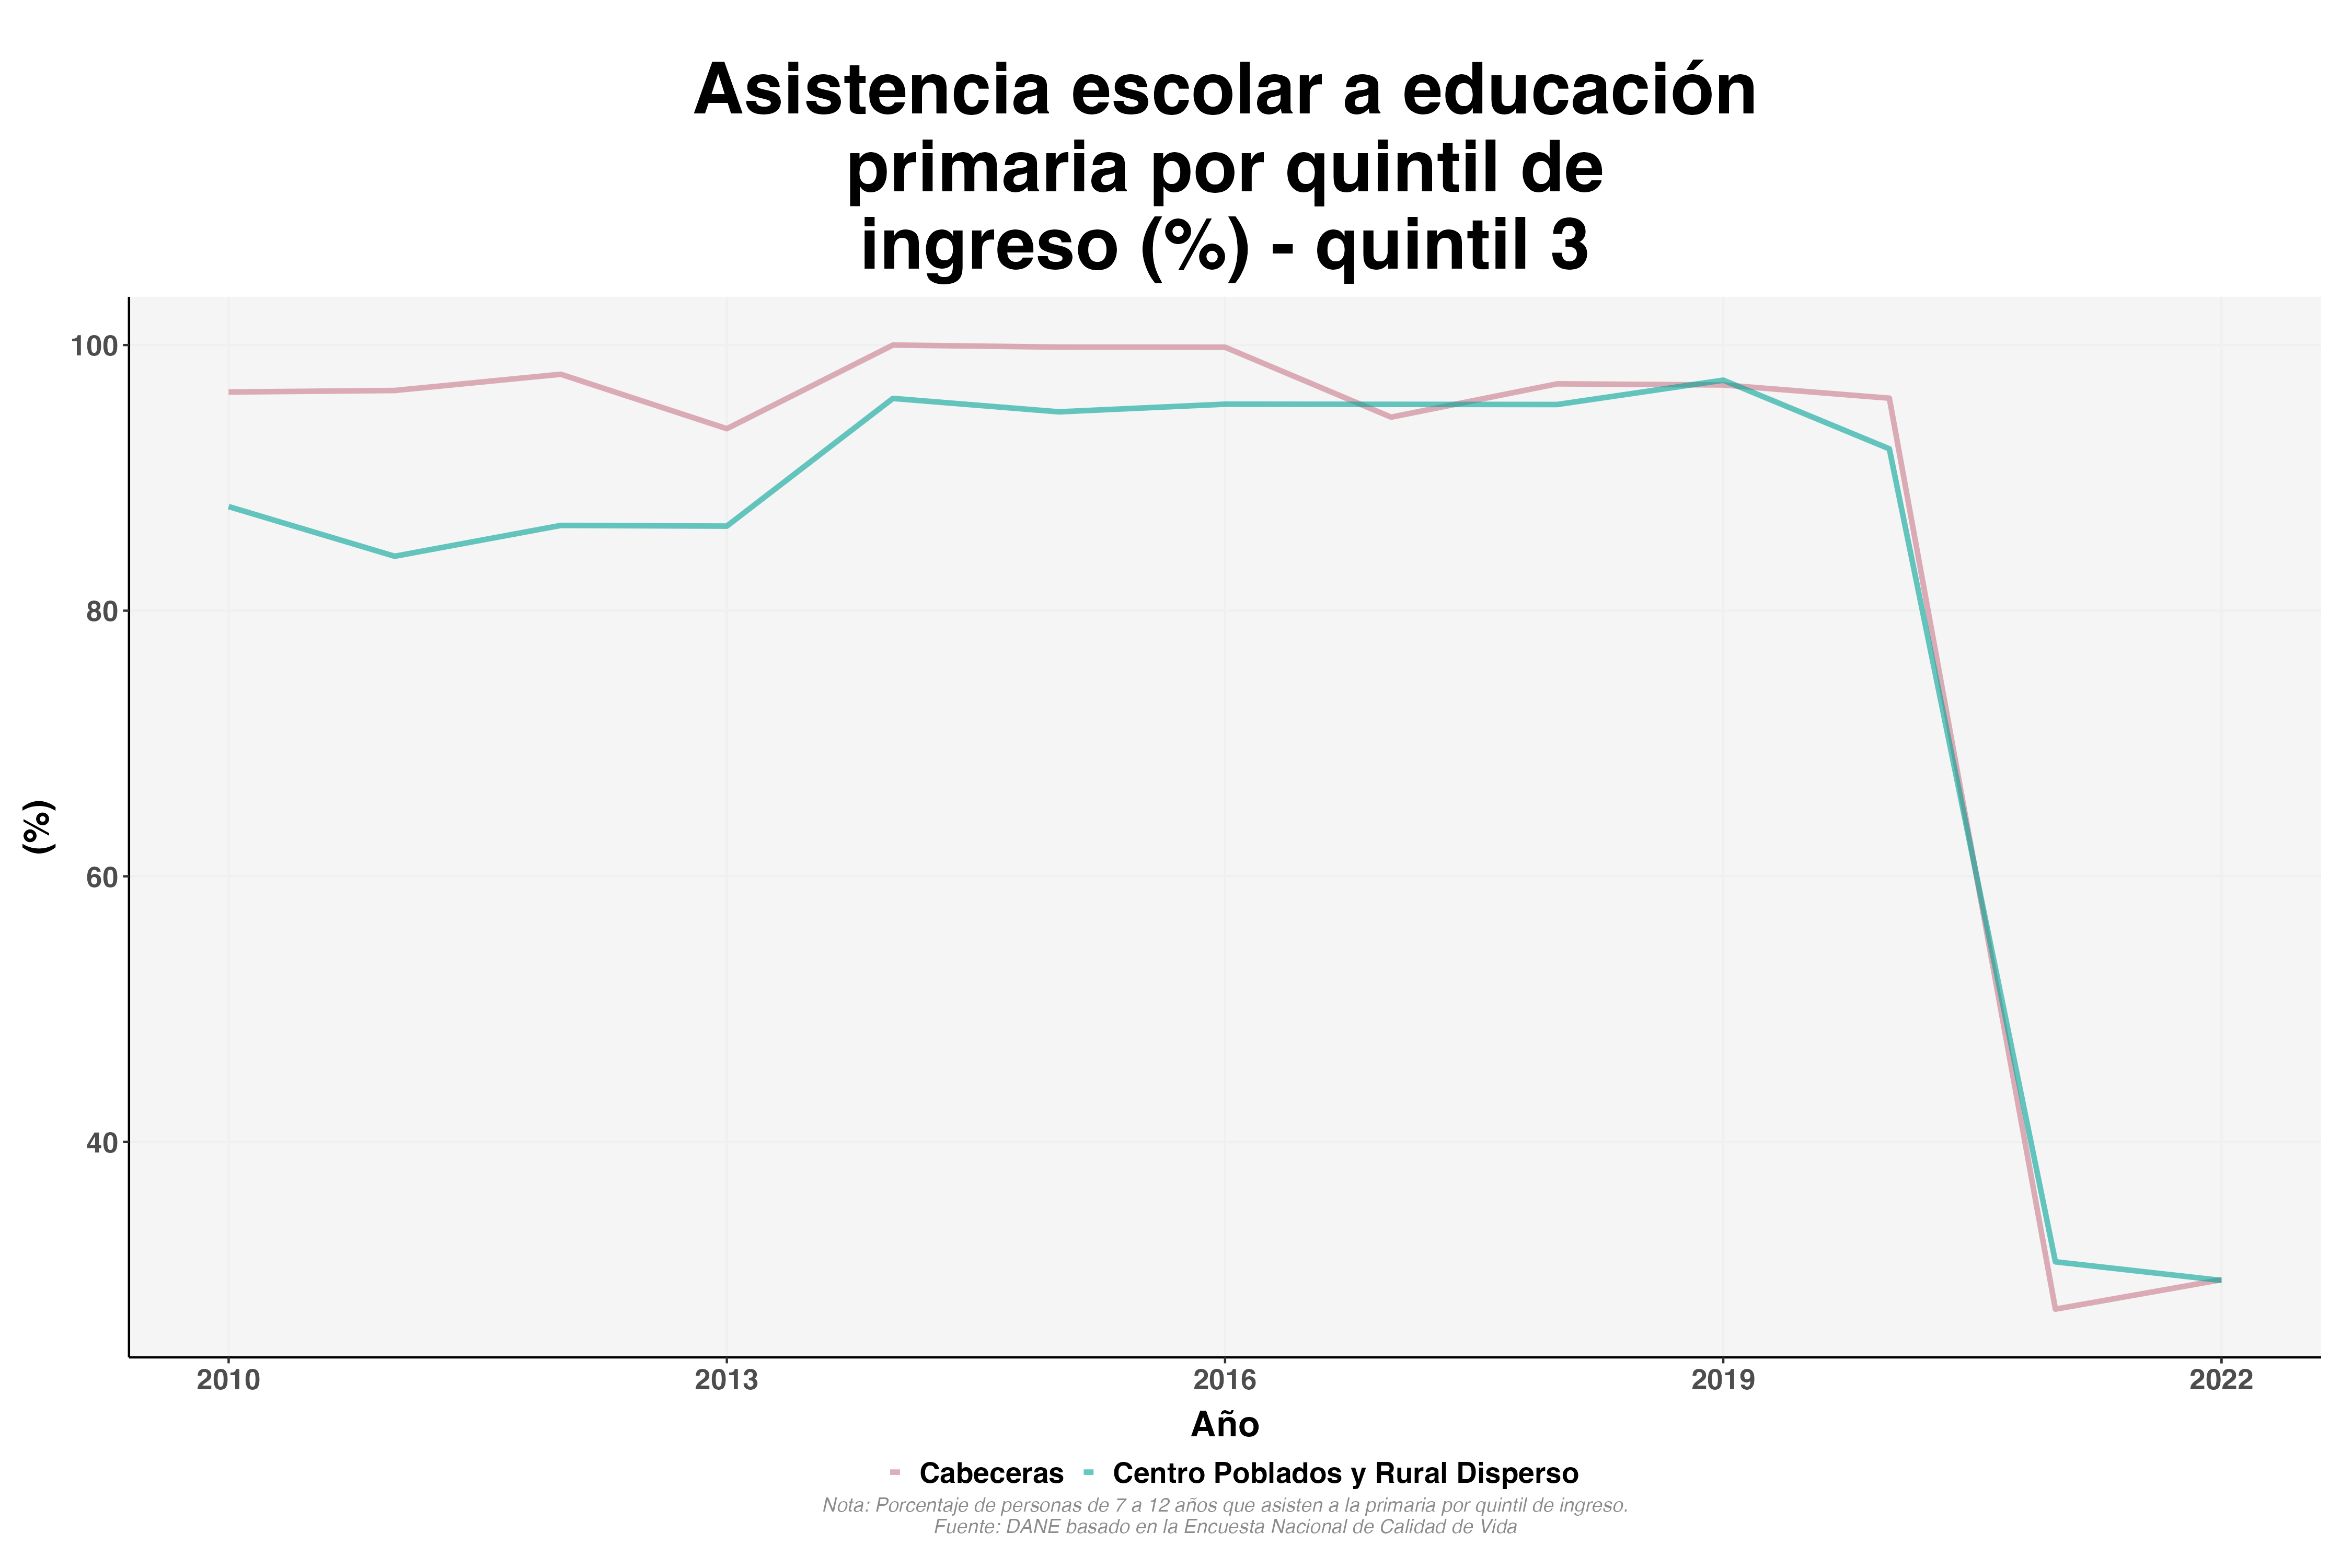 Asistencia escolar a educación
primaria por quintil de
ingreso (%) - quintil 3
100
80
60
40
(%)
2010 2013 2016 2019 2022
Año
Cabeceras Centro Poblados y Rural Disperso
Nota: Porcentaje de personas de 7 a 12 años que asisten a la primaria por quintil de ingreso.
Fuente: DANE basado en la Encuesta Nacional de Calidad de Vida